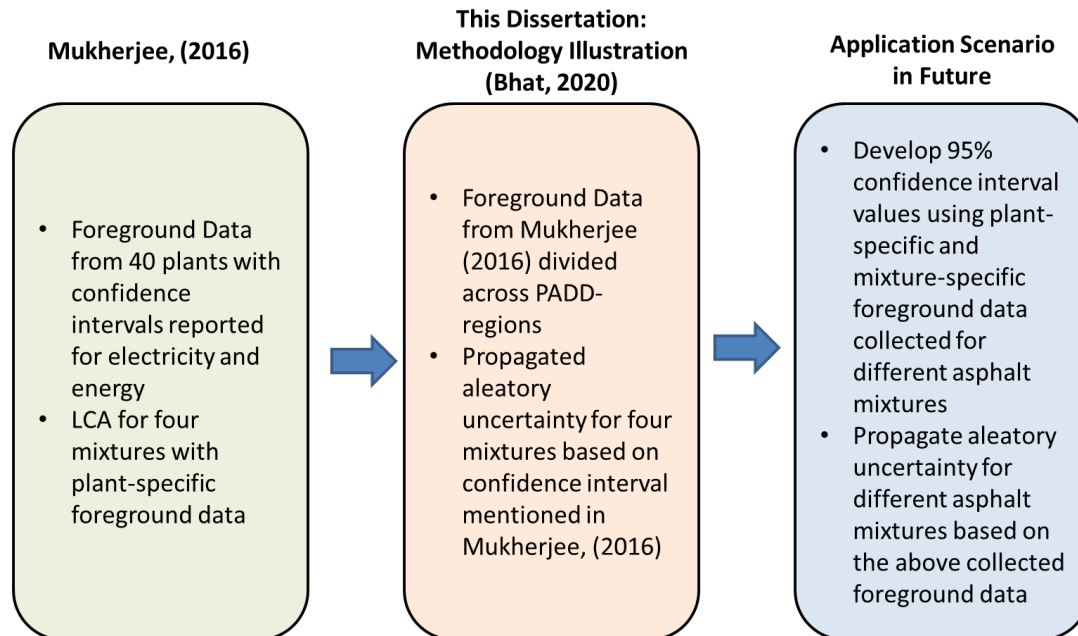 Mukherjee, (2016)
• Foreground Data
from 40 plants with
confidence
intervals reported
for electricity and
energy
• LCA for four
mixtures with
plant-specific
foreground data
This Dissertation:
Methodology Illustration
(Bhat, 2020)
• Foreground Data
from Mukherjee
(2016) divided
across PADD-
regions
• Propagated
aleatory
uncertainty for four
mixtures based on
confidence interval
mentioned in
Mukherjee, (2016)
Application Scenario
in Future
• Develop 95%
confidence interval
values using plant-
specific and
mixture-specific
foreground data
collected for
different asphalt
mixtures
• Propagate aleatory
uncertainty for
different asphalt
mixtures based on
the above collected
foreground data